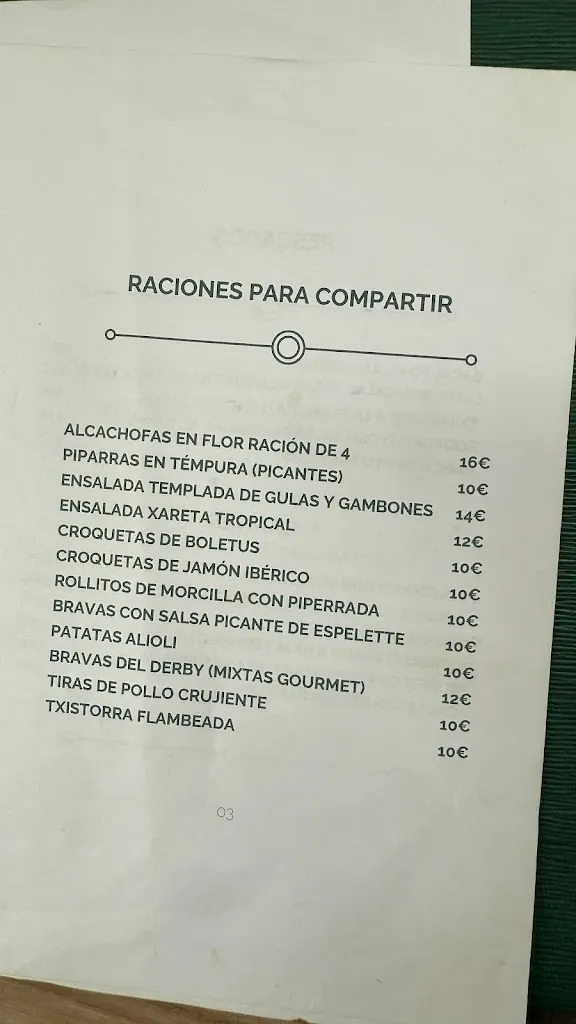 RACIONES PARA COMPARTIR
ALCACHOFAS EN FLOR RACIÓN DE 4 16€
PIPARRAS EN TÉMPURA (PICANTES) 10€
ENSALADA TEMPLADA DE GULAS Y GAMBONES 14€
ENSALADA XARETA TROPICAL 12€
CROQUETAS DE BOLETUS 10€
CROQUETAS DE JAMÓN IBÉRICO 10€
ROLLITOS DE MORCILLA CON PIPERRADA 10€
BRAVAS CON SALSA PICANTE DE ESPELETTE 10€
PATATAS ALIOLI 10€
BRAVAS DEL DERBY (MIXTAS GOURMET) 12€
TIRAS DE POLLO CRUJIENTE 10€
TXISTORRA FLAMBEADA 10€
03